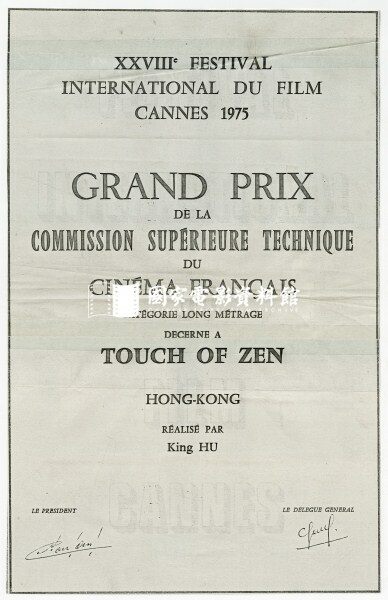 XXVIIIᵉ FESTIVAL
INTERNATIONAL DU FILM
CANNES 1975
GRAND PRIX
DE LA
COMMISSION SUPÉRIEURE TECHNIQUE
DU
CINÉMA FRANÇAIS
國家電影資料館
CATÉGORIE LONG MÉTRAGE
DECERNE A
TOUCH OF ZEN
HONG-KONG
RÉALISÉ PAR
King HU
LE PRESIDENT
LE DELEGUE GENERAL